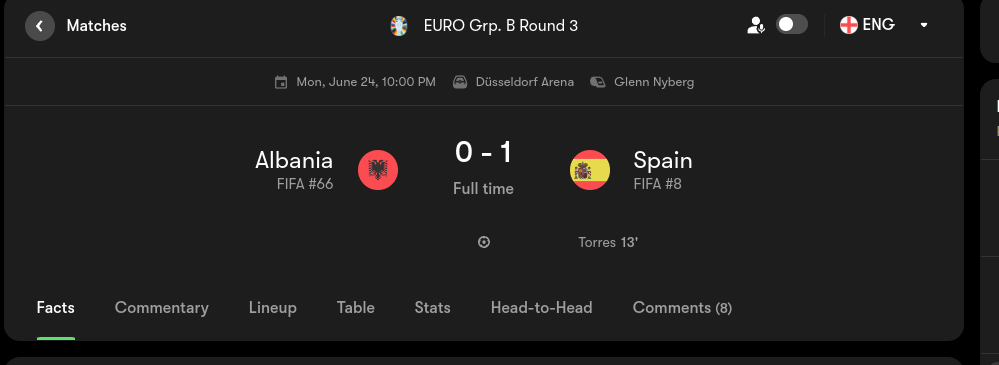 Matches
EURO Grp. B Round 3
ENG
Mon, June 24, 10:00 PM
Düsseldorf Arena
Glenn Nyberg
Albania
FIFA #66
0 - 1
Full time
Spain
FIFA #8
Torres 13'
Facts
Commentary
Lineup
Table
Stats
Head-to-Head
Comments (8)